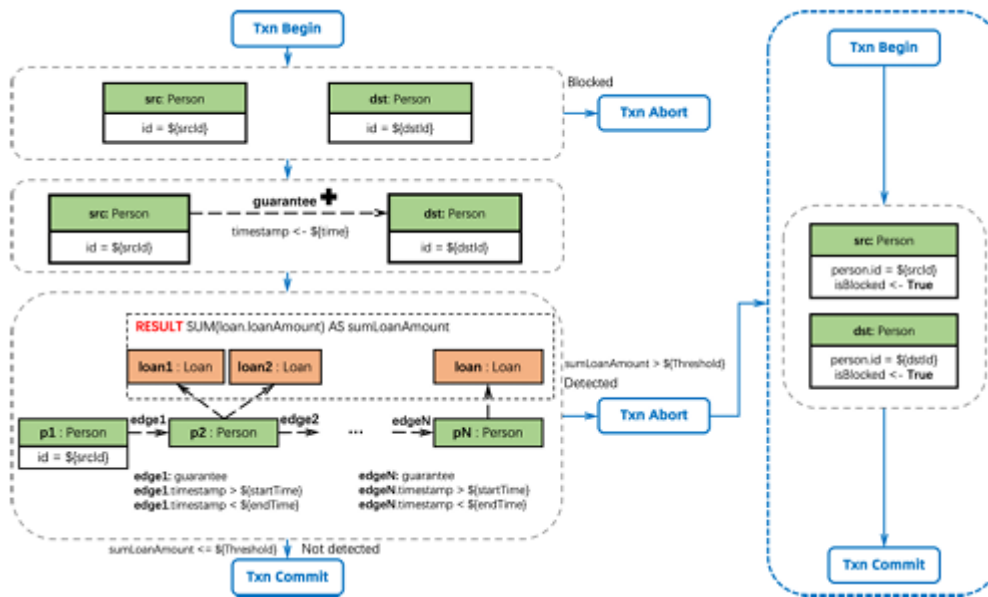 Txn Begin
src: Person
id = ${srcId}
dst: Person
id = ${dstId}
Blocked
Txn Abort
src: Person
id = ${srcId}
guarantee
timestamp <- ${time}
dst: Person
id = ${dstId}
RESULT SUM(loan.loanAmount) AS sumLoanAmount
loan1 : Loan
loan2 : Loan
loan : Loan
p1 : Person
id = ${srcId}
edge1
p2 : Person
edge2
...
edgeN
pN : Person
edge1: guarantee
edge1.timestamp > ${startTime}
edge1.timestamp < ${endTime}
edgeN: guarantee
edgeN.timestamp > ${startTime}
edgeN.timestamp < ${endTime}
sumLoanAmount > ${Threshold}
Detected
Txn Abort
sumLoanAmount <= ${Threshold}
Not detected
Txn Commit
Txn Begin
src: Person
person.id = ${srcId}
isBlocked <- True
dst: Person
person.id = ${dstId}
isBlocked <- True
Txn Commit